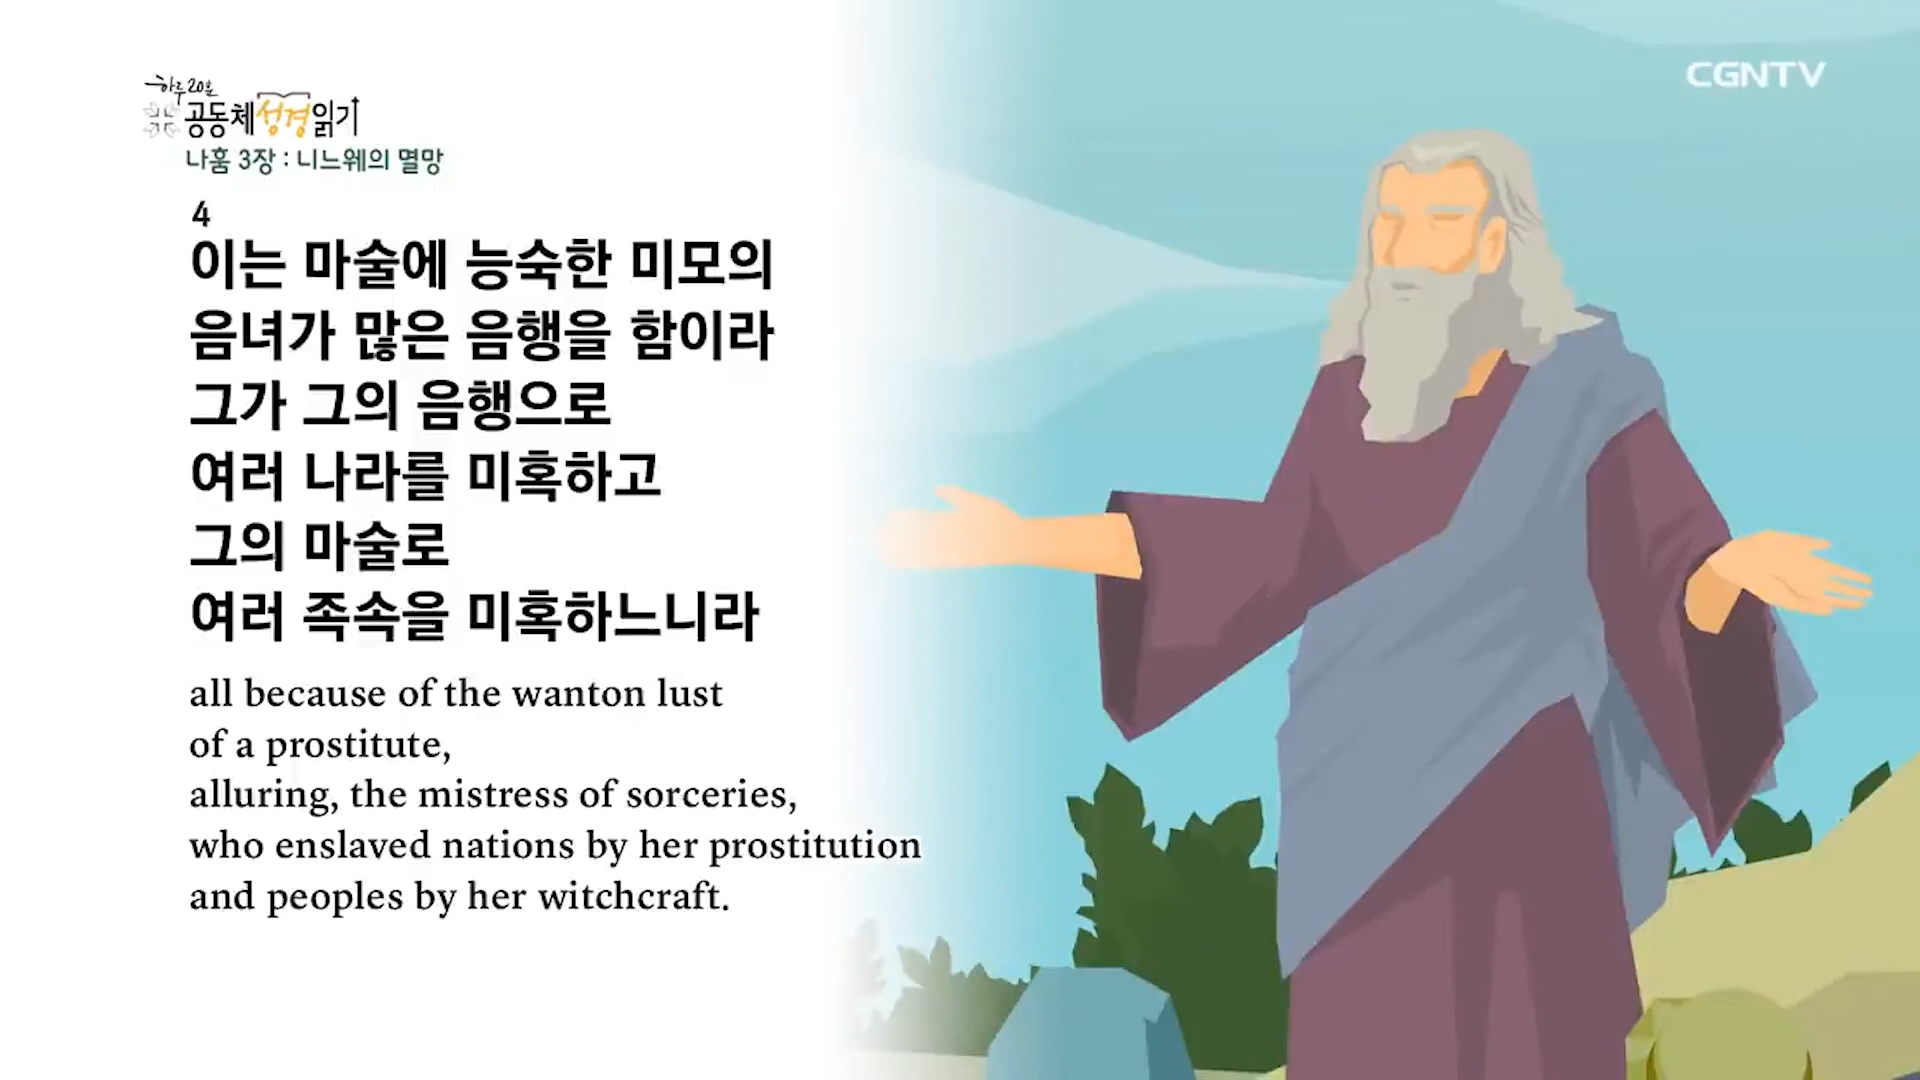 하루 20분
공동체성경읽기
나훔 3장 : 니느웨의 멸망
CGNTV
4
이는 마술에 능숙한 미모의
음녀가 많은 음행을 함이라
그가 그의 음행으로
여러 나라를 미혹하고
그의 마술로
여러 족속을 미혹하느니라
all because of the wanton lust
of a prostitute,
alluring, the mistress of sorceries,
who enslaved nations by her prostitution
and peoples by her witchcraft.